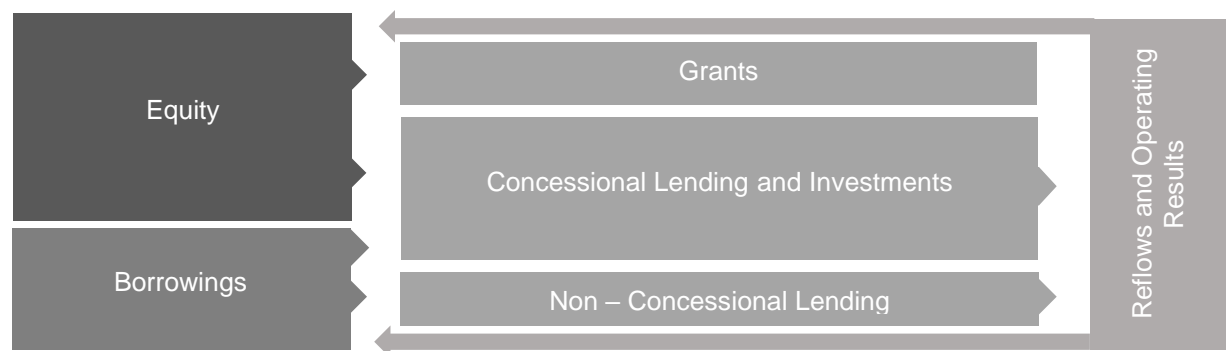 Equity
Grants
Concessional Lending and Investments
Borrowings
Non – Concessional Lending
Reflows and Operating
Results